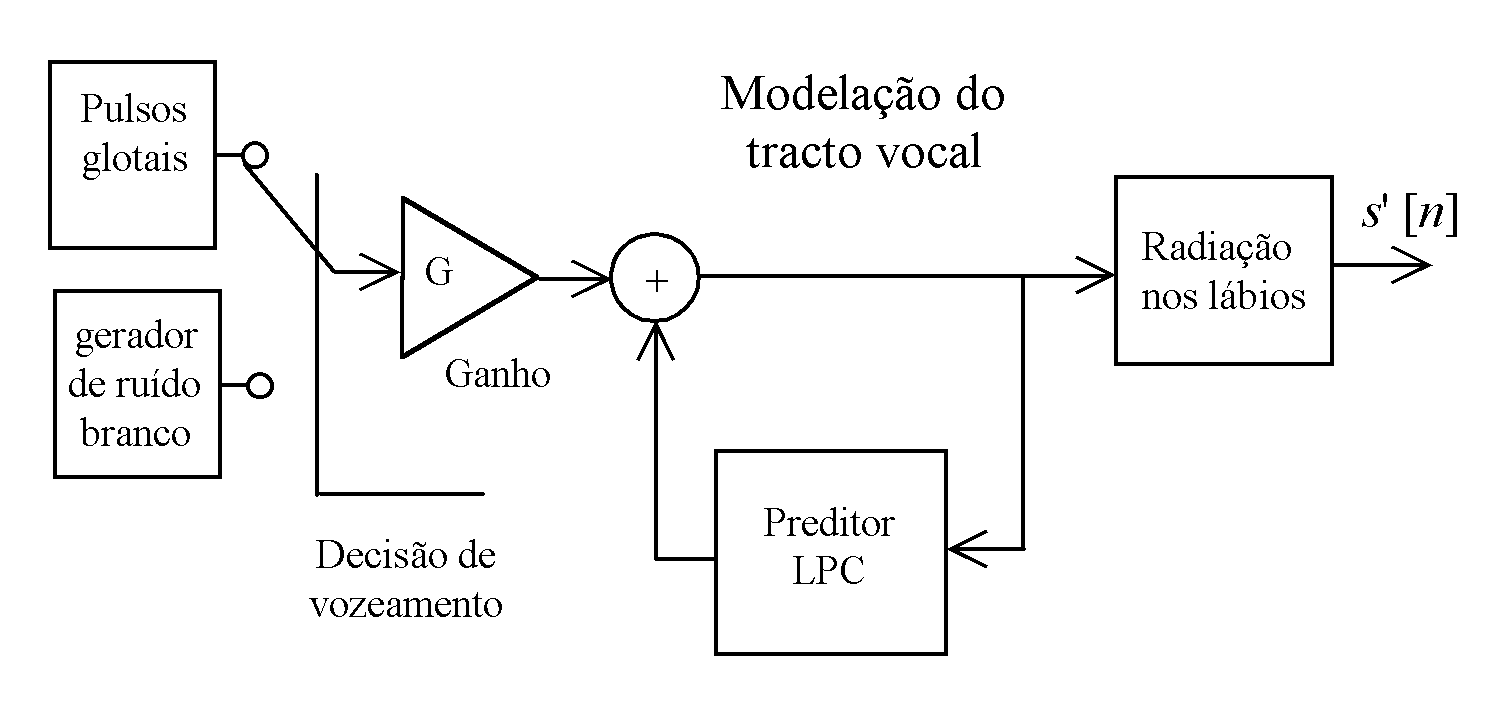 Pulsos
glotais
gerador
de ruído
branco
Decisão de
vozeamento
G
Ganho
+
Modelação do
tracto vocal
Preditor
LPC
Radiação
nos lábios
s' [n]